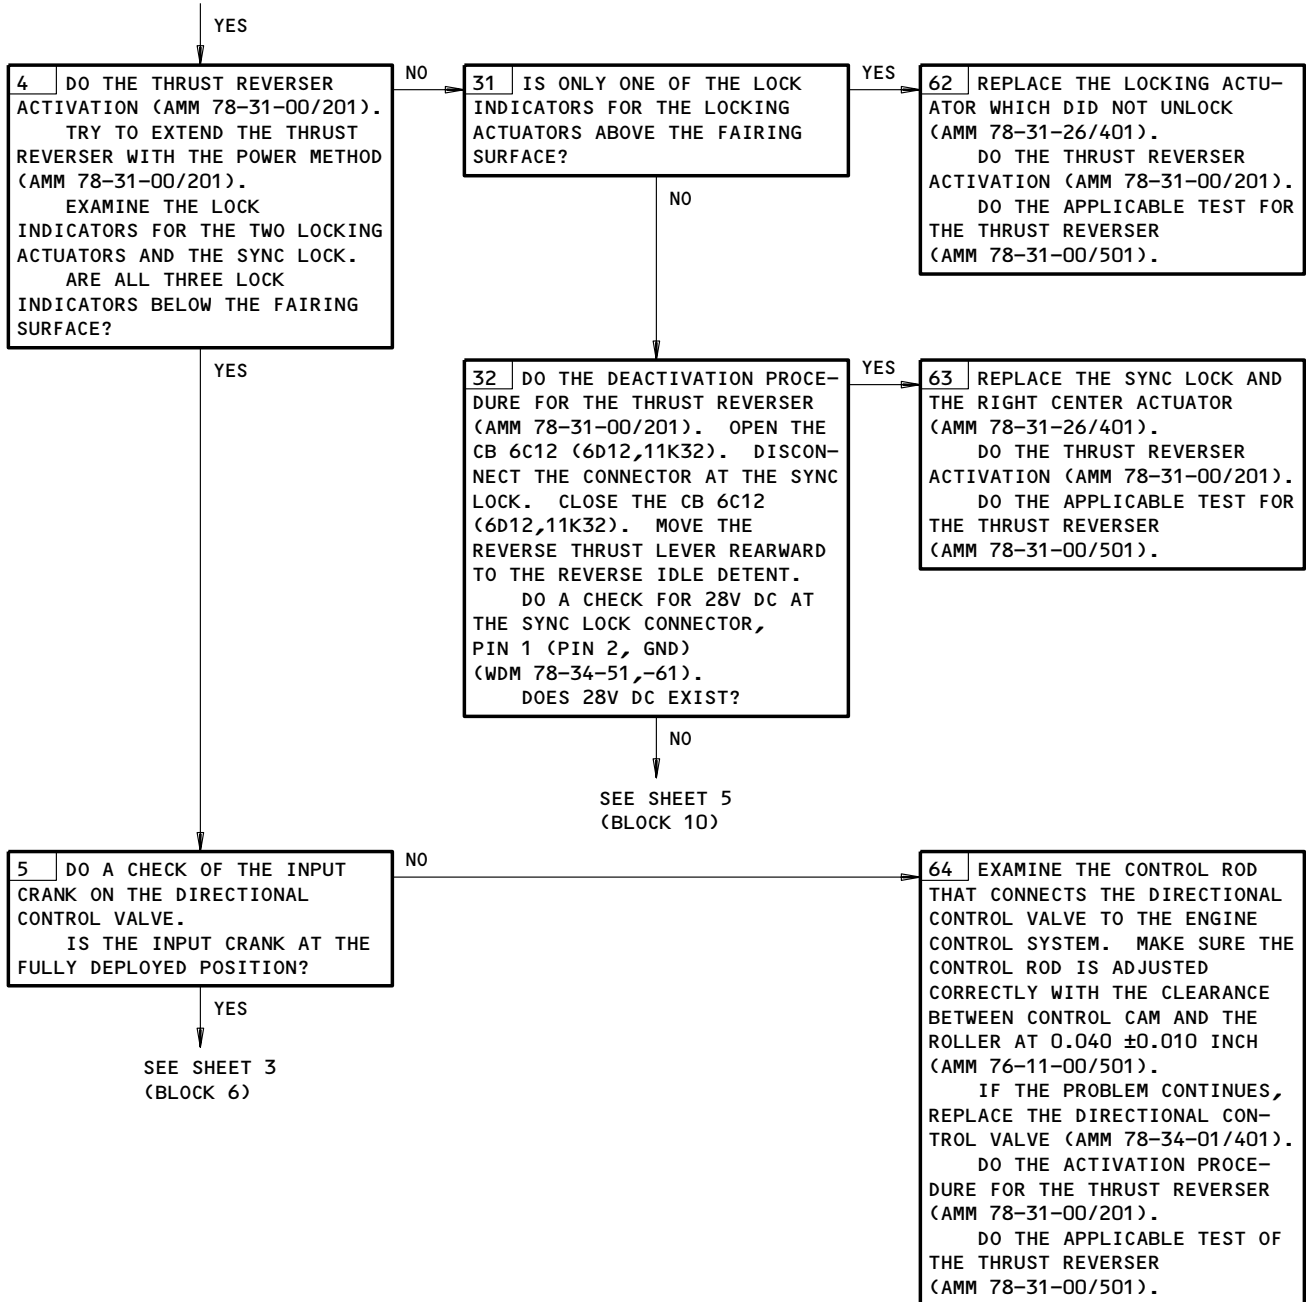 YES
4 DO THE THRUST REVERSER
ACTIVATION (AMM 78-31-00/201).
TRY TO EXTEND THE THRUST
REVERSER WITH THE POWER METHOD
(AMM 78-31-00/201).
EXAMINE THE LOCK
INDICATORS FOR THE TWO LOCKING
ACTUATORS AND THE SYNC LOCK.
ARE ALL THREE LOCK
INDICATORS BELOW THE FAIRING
SURFACE?
NO
31 IS ONLY ONE OF THE LOCK
INDICATORS FOR THE LOCKING
ACTUATORS ABOVE THE FAIRING
SURFACE?
YES
62 REPLACE THE LOCKING ACTU-
ATOR WHICH DID NOT UNLOCK
(AMM 78-31-26/401).
DO THE THRUST REVERSER
ACTIVATION (AMM 78-31-00/201).
DO THE APPLICABLE TEST FOR
THE THRUST REVERSER
(AMM 78-31-00/501).
NO
YES
32 DO THE DEACTIVATION PROCE-
DURE FOR THE THRUST REVERSER
(AMM 78-31-00/201). OPEN THE
CB 6C12 (6D12,11K32). DISCON-
NECT THE CONNECTOR AT THE SYNC
LOCK. CLOSE THE CB 6C12
(6D12,11K32). MOVE THE
REVERSE THRUST LEVER REARWARD
TO THE REVERSE IDLE DETENT.
DO A CHECK FOR 28V DC AT
THE SYNC LOCK CONNECTOR,
PIN 1 (PIN 2, GND)
(WDM 78-34-51,-61).
DOES 28V DC EXIST?
YES
63 REPLACE THE SYNC LOCK AND
THE RIGHT CENTER ACTUATOR
(AMM 78-31-26/401).
DO THE THRUST REVERSER
ACTIVATION (AMM 78-31-00/201).
DO THE APPLICABLE TEST FOR
THE THRUST REVERSER
(AMM 78-31-00/501).
NO
SEE SHEET 5
(BLOCK 10)
5 DO A CHECK OF THE INPUT
CRANK ON THE DIRECTIONAL
CONTROL VALVE.
IS THE INPUT CRANK AT THE
FULLY DEPLOYED POSITION?
NO
64 EXAMINE THE CONTROL ROD
THAT CONNECTS THE DIRECTIONAL
CONTROL VALVE TO THE ENGINE
CONTROL SYSTEM. MAKE SURE THE
CONTROL ROD IS ADJUSTED
CORRECTLY WITH THE CLEARANCE
BETWEEN CONTROL CAM AND THE
ROLLER AT 0.040 ±0.010 INCH
(AMM 76-11-00/501).
IF THE PROBLEM CONTINUES,
REPLACE THE DIRECTIONAL CON-
TROL VALVE (AMM 78-34-01/401).
DO THE ACTIVATION PROCE-
DURE FOR THE THRUST REVERSER
(AMM 78-31-00/201).
DO THE APPLICABLE TEST OF
THE THRUST REVERSER
(AMM 78-31-00/501).
YES
SEE SHEET 3
(BLOCK 6)